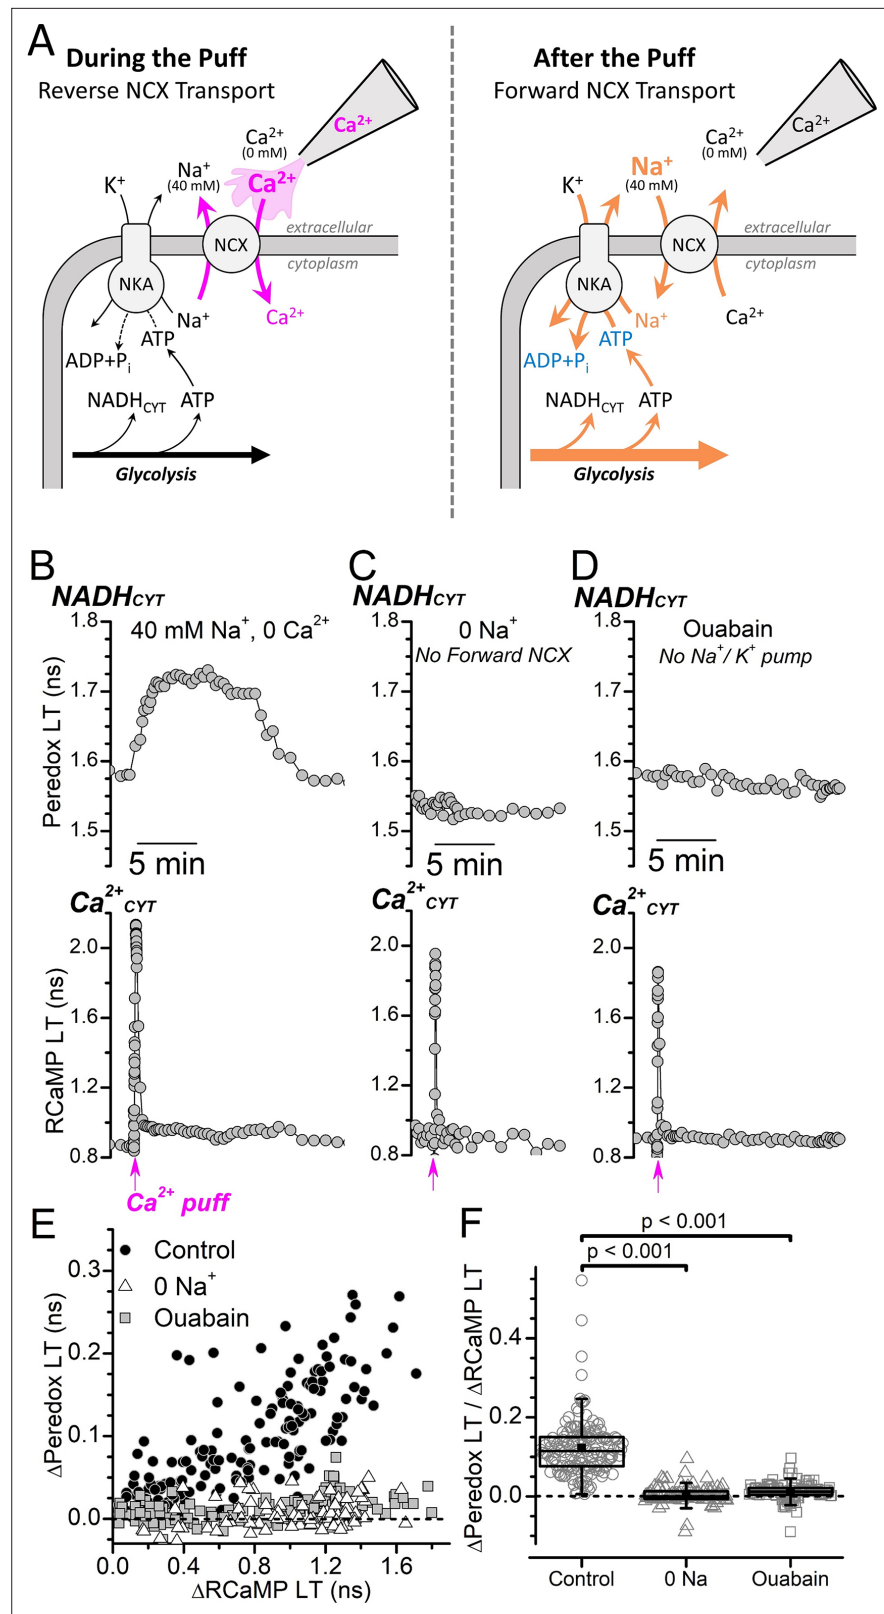 A
During the Puff
Reverse NCX Transport
After the Puff
Forward NCX Transport
Ca²⁺
Ca²⁺
(0 mM)
Na⁺
(40 mM)
K⁺
Ca²⁺
NCX
extracellular
cytoplasm
NKA
Na⁺
Ca²⁺
ATP
ADP+Pᵢ
NADH_CYT
ATP
Glycolysis
Ca²⁺
Ca²⁺
(0 mM)
Na⁺
(40 mM)
K⁺
NCX
extracellular
cytoplasm
NKA
Na⁺
Ca²⁺
ATP
ADP+Pᵢ
NADH_CYT
ATP
Glycolysis
B
NADH_CYT
40 mM Na⁺, 0 Ca²⁺
Peredox LT (ns)
1.8
1.7
1.6
1.5
5 min
Ca²⁺_CYT
RCaMP LT (ns)
2.0
1.6
1.2
0.8
Ca²⁺ puff
C
NADH_CYT
0 Na⁺
No Forward NCX
1.8
1.7
1.6
1.5
5 min
Ca²⁺_CYT
2.0
1.6
1.2
0.8
D
NADH_CYT
Ouabain
No Na⁺/ K⁺ pump
1.8
1.7
1.6
1.5
5 min
Ca²⁺_CYT
2.0
1.6
1.2
0.8
E
Control
0 Na⁺
Ouabain
ΔPeredox LT (ns)
0.3
0.2
0.1
0.0
0.0 0.4 0.8 1.2 1.6
ΔRCaMP LT (ns)
F
p < 0.001
p < 0.001
ΔPeredox LT / ΔRCaMP LT
0.4
0.2
0.0
Control 0 Na Ouabain